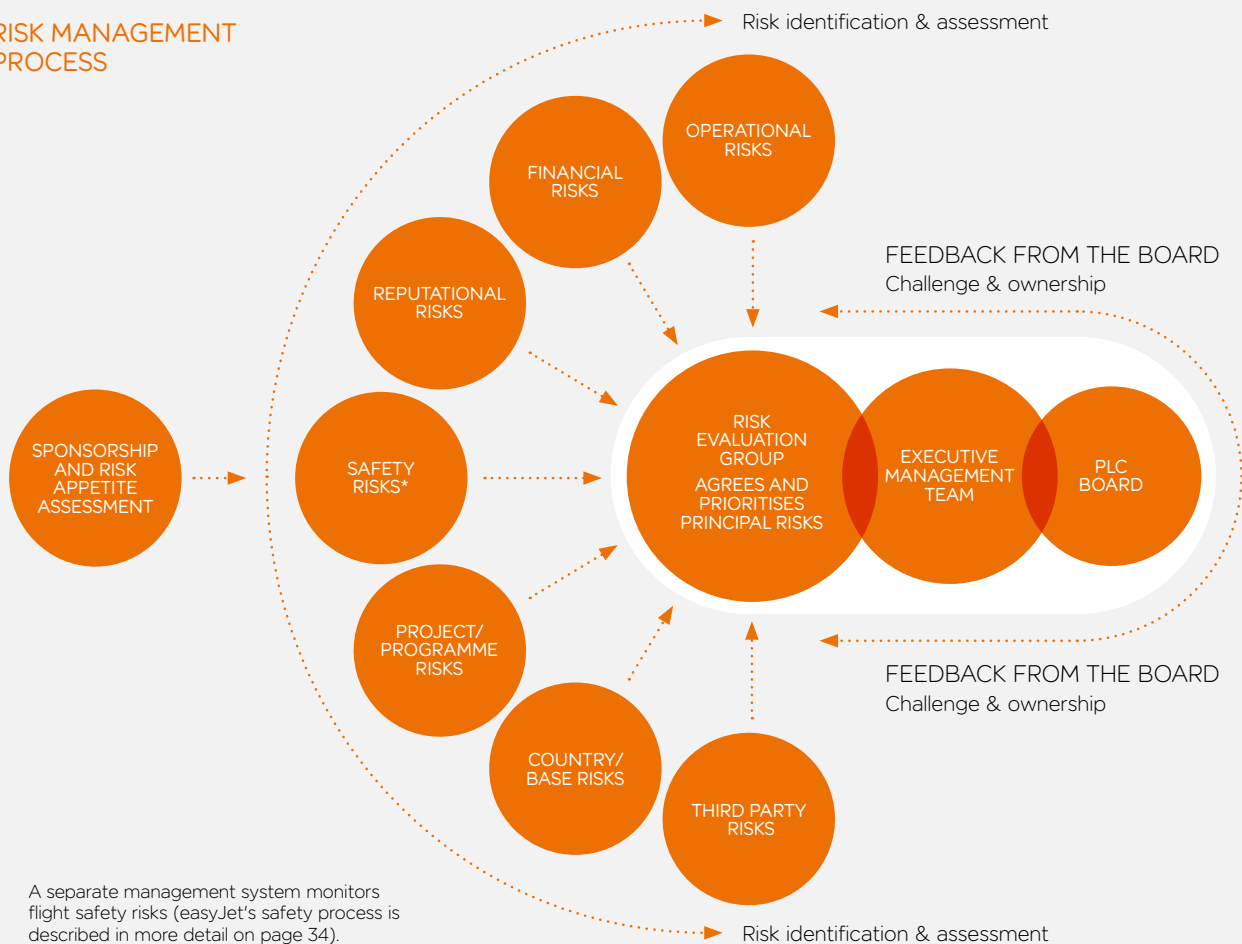 RISK MANAGEMENT
PROCESS
Risk identification & assessment
OPERATIONAL
RISKS
FINANCIAL
RISKS
REPUTATIONAL
RISKS
SAFETY
RISKS*
PROJECT/
PROGRAMME
RISKS
COUNTRY/
BASE RISKS
THIRD PARTY
RISKS
SPONSORSHIP
AND RISK
APPETITE
ASSESSMENT
FEEDBACK FROM THE BOARD
Challenge & ownership
RISK
EVALUATION
GROUP
AGREES AND
PRIORITISES
PRINCIPAL RISKS
EXECUTIVE
MANAGEMENT
TEAM
PLC
BOARD
FEEDBACK FROM THE BOARD
Challenge & ownership
A separate management system monitors
flight safety risks (easyJet's safety process is
described in more detail on page 34).
Risk identification & assessment